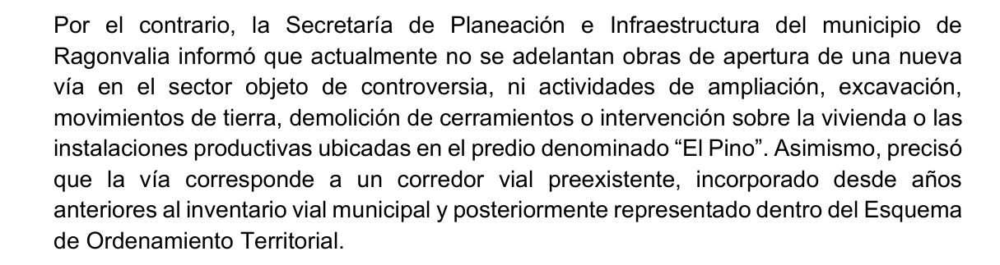 Por el contrario, la Secretaría de Planeación e Infraestructura del municipio de
Ragonvalia informó que actualmente no se adelantan obras de apertura de una nueva
vía en el sector objeto de controversia, ni actividades de ampliación, excavación,
movimientos de tierra, demolición de cerramientos o intervención sobre la vivienda o las
instalaciones productivas ubicadas en el predio denominado “El Pino”. Asimismo, precisó
que la vía corresponde a un corredor vial preexistente, incorporado desde años
anteriores al inventario vial municipal y posteriormente representado dentro del Esquema
de Ordenamiento Territorial.